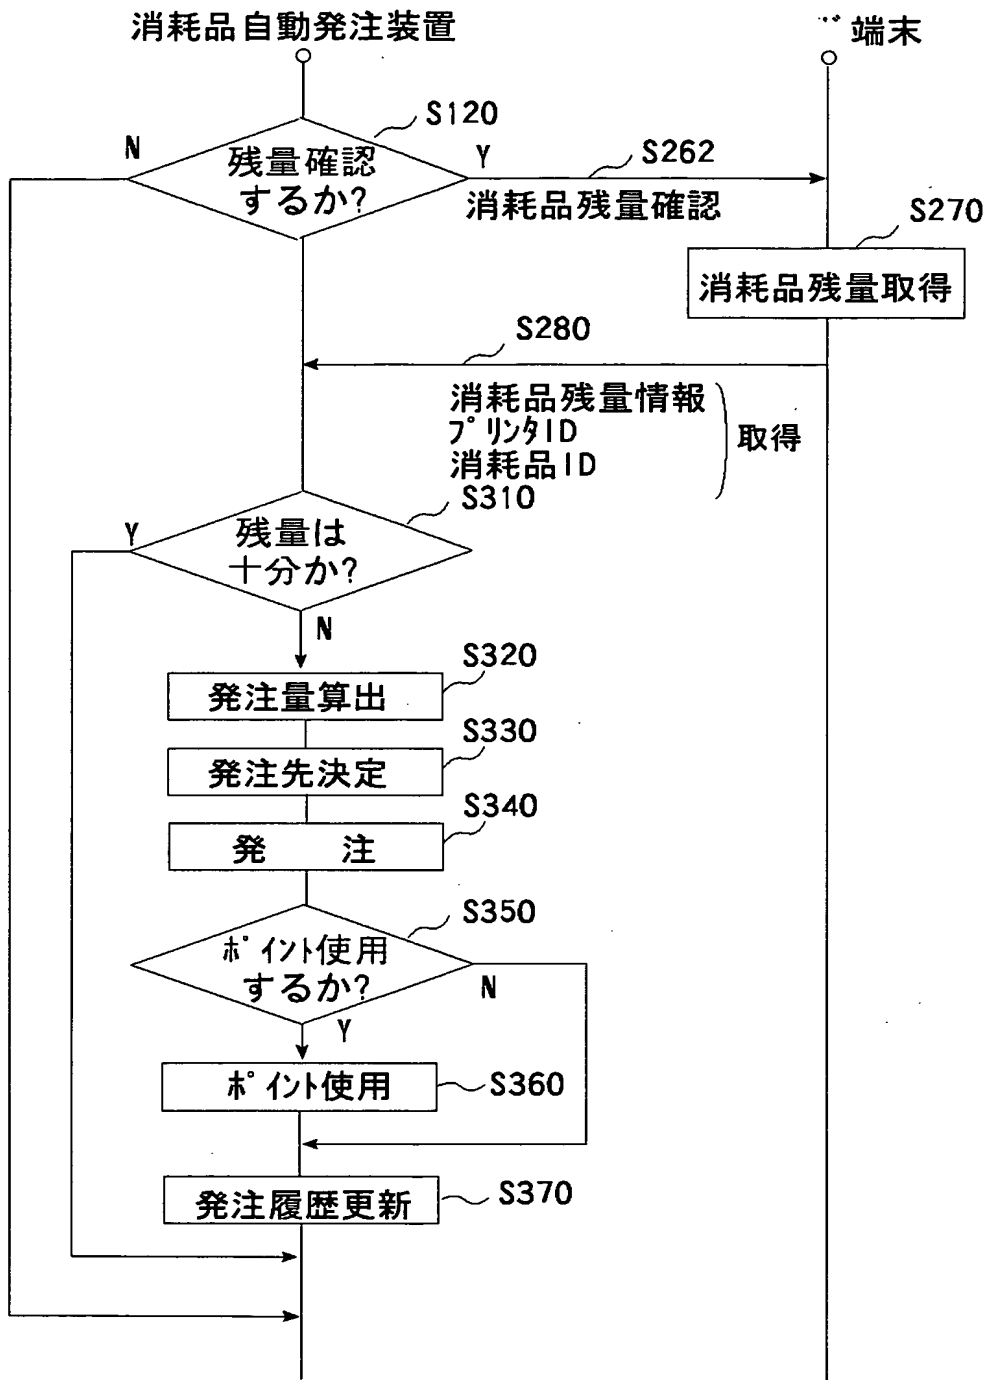 消耗品自動発注装置
端末
S120
N
残量確認
するか?
Y
S262
消耗品残量確認
S270
消耗品残量取得
S280
消耗品残量情報
プリンタID
消耗品ID
取得
S310
Y
残量は
十分か?
N
S320
発注量算出
S330
発注先決定
S340
発 注
S350
ポイント使用
するか?
N
Y
ポイント使用
S360
発注履歴更新
S370